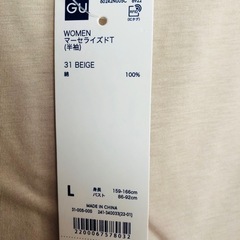 GU
WOMEN
マーセライズドT
(半袖)
31 BEIGE
綿 100%
L
身長 159-166cm
バスト 86-92cm
MADE IN CHINA
2200067578032